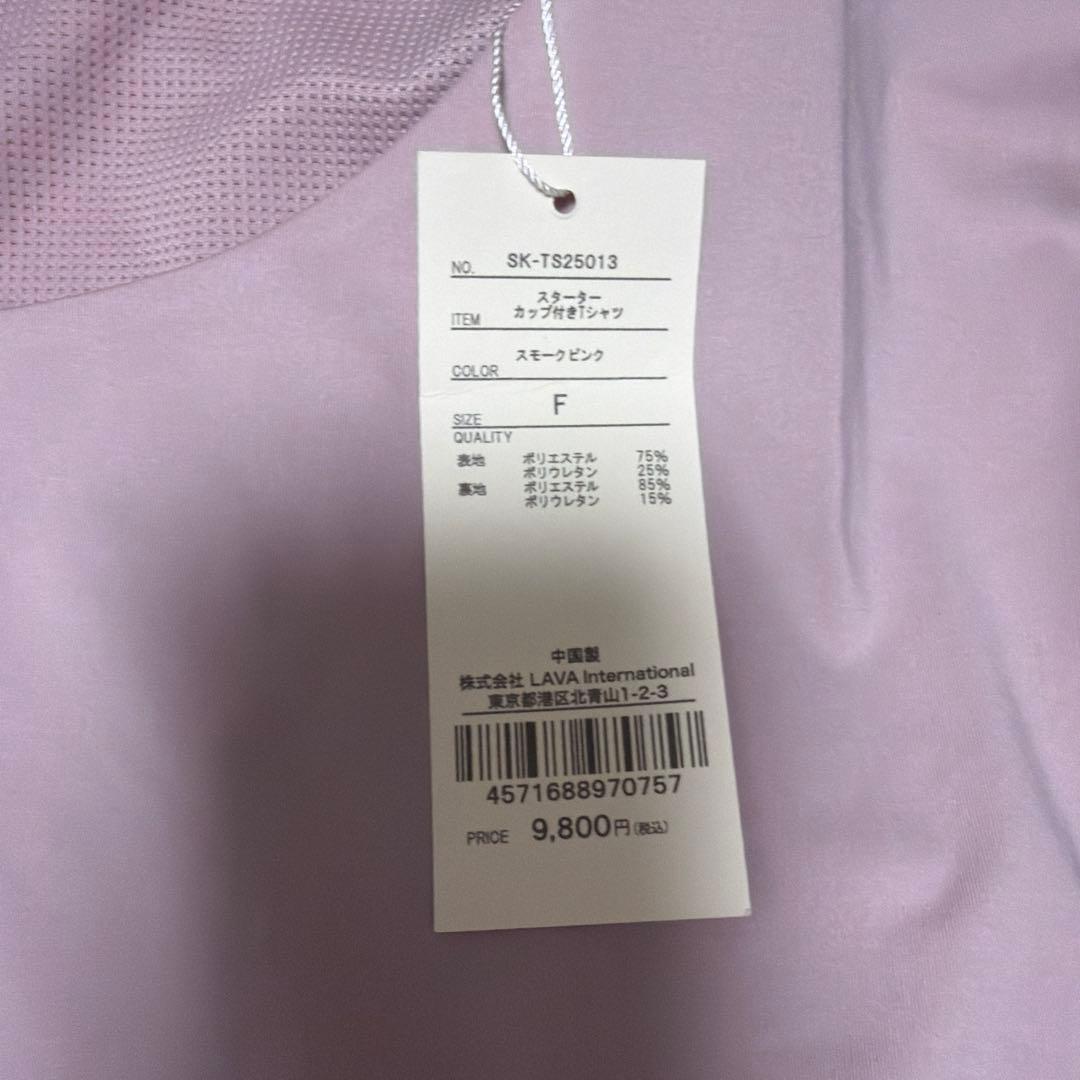 NO. SK-TS25013
スターター
ITEM カップ付きTシャツ
COLOR スモークピンク
SIZE F
QUALITY
表地 ポリエステル 75%
ポリウレタン 25%
裏地 ポリエステル 85%
ポリウレタン 15%
中国製
株式会社 LAVA International
東京都港区北青山1-2-3
4571688970757
PRICE 9,800円(税込)